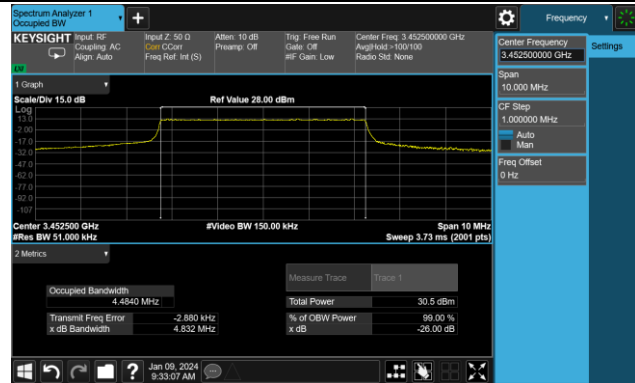 Spectrum Analyzer 1
Occupied BW
Frequency
KEYSIGHT
Input: RF
Coupling: AC
Align: Auto
Input Z: 50 Ω
Corr CCorr
Freq Ref: Int (S)
Atten: 10 dB
Preamp: Off
Trig: Free Run
Gate: Off
#IF Gain: Low
Center Freq: 3.452500000 GHz
Avg|Hold:>100/100
Radio Std: None
Center Frequency
3.452500000 GHz
Settings
Span
10.000 MHz
CF Step
1.000000 MHz
Auto
Man
Freq Offset
0 Hz
1 Graph
Scale/Div 15.0 dB
Ref Value 28.00 dBm
Log
13.0
-2.00
-17.0
-32.0
-47.0
-62.0
-77.0
-92.0
-107
Center 3.452500 GHz
#Video BW 150.00 kHz
Span 10 MHz
#Res BW 51.000 kHz
Sweep 3.73 ms (2001 pts)
2 Metrics
Measure Trace
Trace 1
Occupied Bandwidth
4.4840 MHz
Total Power
30.5 dBm
Transmit Freq Error
-2.880 kHz
% of OBW Power
99.00 %
x dB Bandwidth
4.832 MHz
x dB
-26.00 dB
Jan 09, 2024
9:33:07 AM